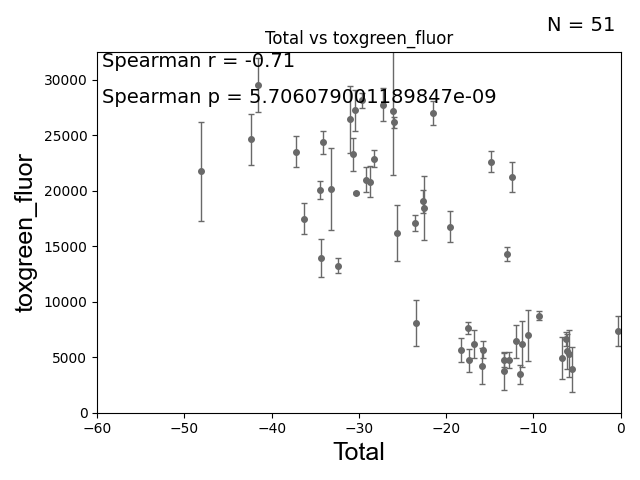 N = 51
Total vs toxgreen_fluor
Spearman r = -0.71
Spearman p = 5.706079001189847e-09
30000
25000
20000
15000
10000
5000
0
toxgreen_fluor
−60
−50
−40
−30
−20
−10
0
Total